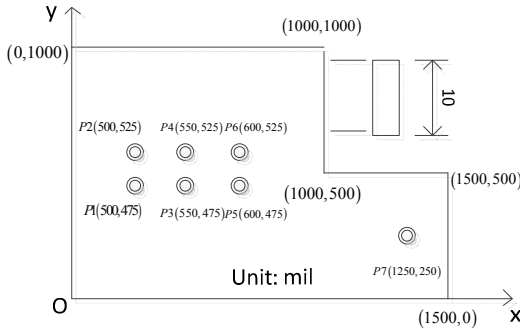 y
(1000,1000)
(0,1000)
10
P2(500,525) P4(550,525) P6(600,525)
(1500,500)
(1000,500)
P1(500,475) P3(550,475) P5(600,475)
P7(1250,250)
Unit: mil
O
x
(1500,0)